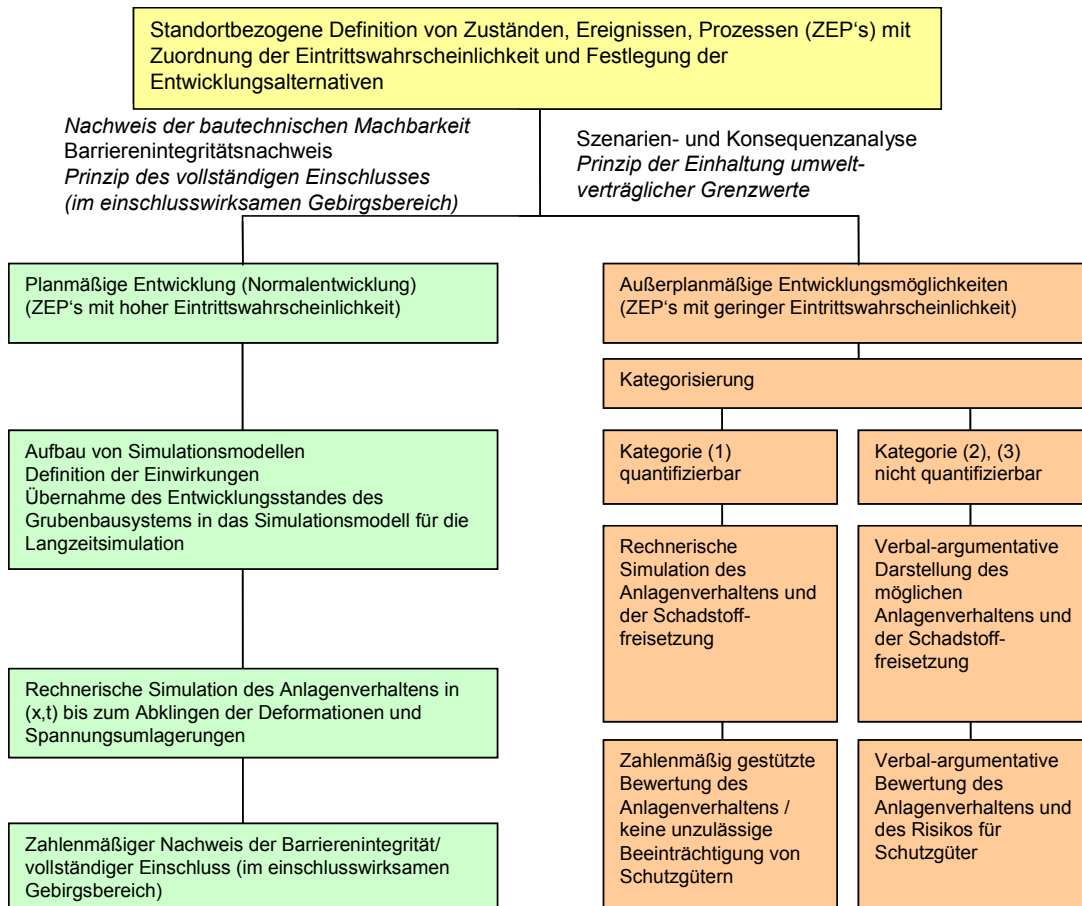 Standortbezogene Definition von Zuständen, Ereignissen, Prozessen (ZEP's) mit
Zuordnung der Eintrittswahrscheinlichkeit und Festlegung der
Entwicklungsalternativen
Nachweis der bautechnischen Machbarkeit
Barrierenintegritätsnachweis
Prinzip des vollständigen Einschlusses
(im einschlusswirksamen Gebirgsbereich)
Szenarien- und Konsequenzanalyse
Prinzip der Einhaltung umwelt-
verträglicher Grenzwerte
Planmäßige Entwicklung (Normalentwicklung)
(ZEP's mit hoher Eintrittswahrscheinlichkeit)
Aufbau von Simulationsmodellen
Definition der Einwirkungen
Übernahme des Entwicklungsstandes des
Grubenbausystems in das Simulationsmodell für die
Langzeitsimulation
Rechnerische Simulation des Anlagenverhaltens in
(x,t) bis zum Abklingen der Deformationen und
Spannungsumlagerungen
Zahlenmäßiger Nachweis der Barrierenintegrität/
vollständiger Einschluss (im einschlusswirksamen
Gebirgsbereich)
Außerplanmäßige Entwicklungsmöglichkeiten
(ZEP's mit geringer Eintrittswahrscheinlichkeit)
Kategorisierung
Kategorie (1)
quantifizierbar
Rechnerische
Simulation des
Anlagenverhaltens und
der Schadstoff-
freisetzung
Zahlenmäßig gestützte
Bewertung des
Anlagenverhaltens /
keine unzulässige
Beeinträchtigung von
Schutzgütern
Kategorie (2), (3)
nicht quantifizierbar
Verbal-argumentative
Darstellung des
möglichen
Anlagenverhaltens und
der Schadstoff-
freisetzung
Verbal-argumentative
Bewertung des
Anlagenverhaltens und
des Risikos für
Schutzgüter